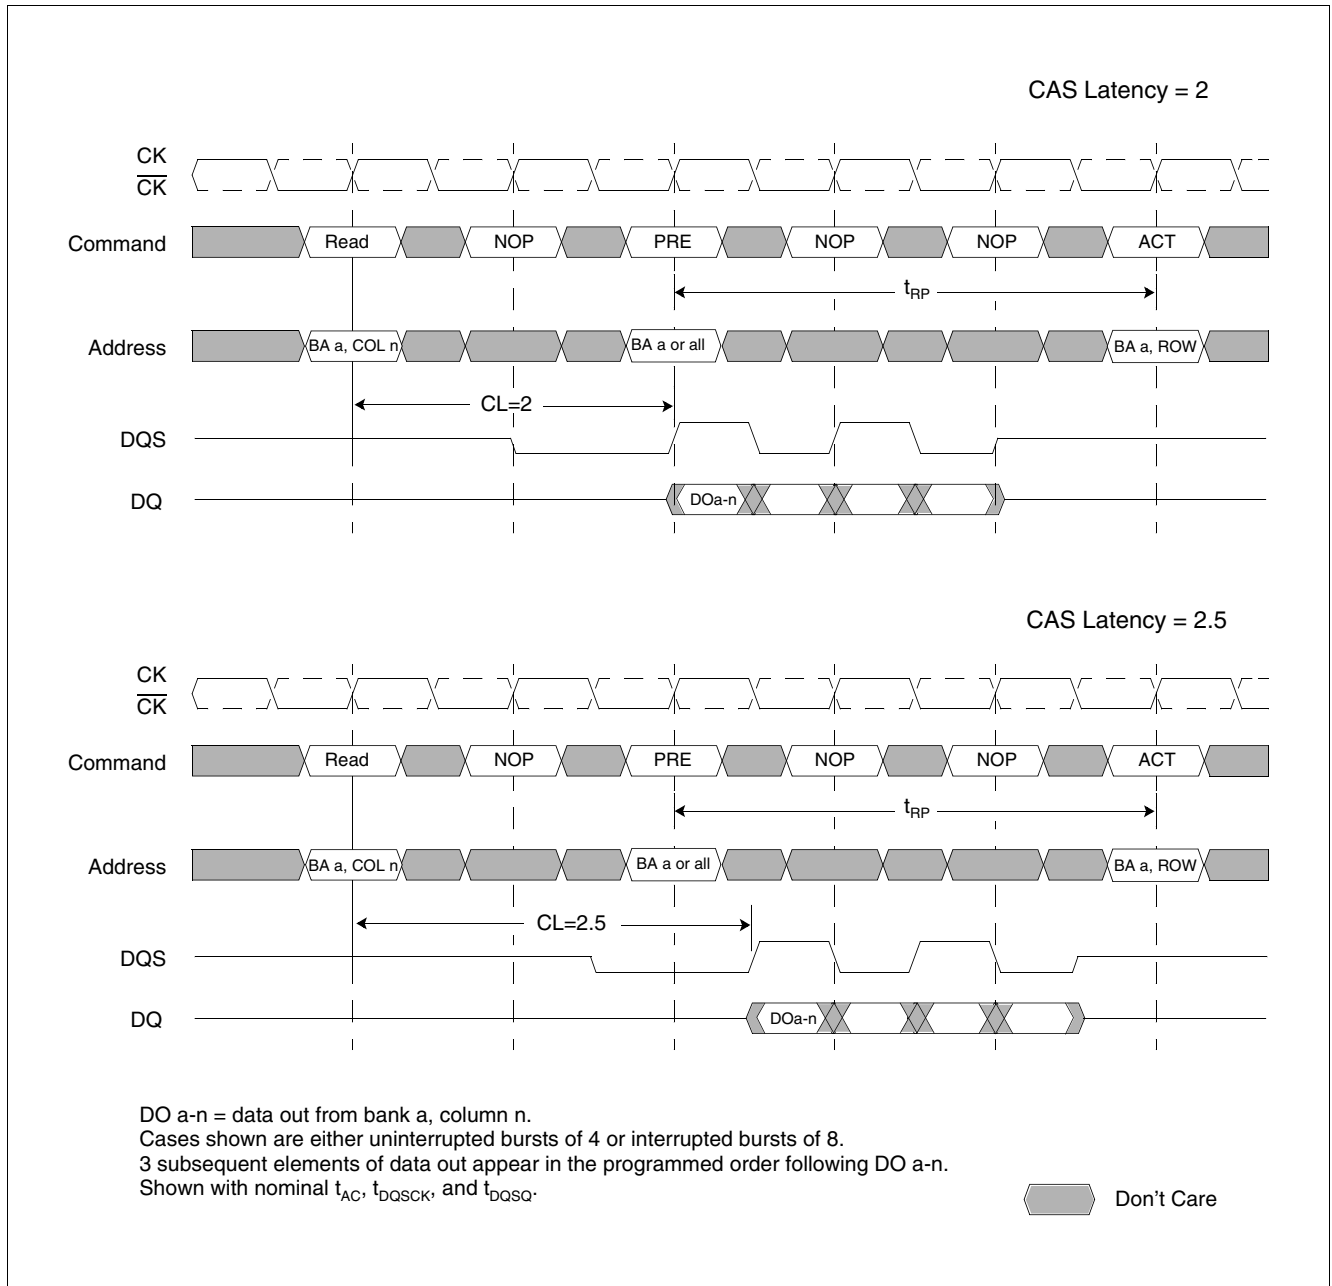 CAS Latency = 2
CK
CK
Command Read NOP PRE NOP NOP ACT
tRP
Address BA a, COL n BA a or all BA a, ROW
CL=2
DQS
DQ DOa-n
CAS Latency = 2.5
CK
CK
Command Read NOP PRE NOP NOP ACT
tRP
Address BA a, COL n BA a or all BA a, ROW
CL=2.5
DQS
DQ DOa-n
DO a-n = data out from bank a, column n.
Cases shown are either uninterrupted bursts of 4 or interrupted bursts of 8.
3 subsequent elements of data out appear in the programmed order following DO a-n.
Shown with nominal tAC, tDQSCK, and tDQSQ.
Don't Care